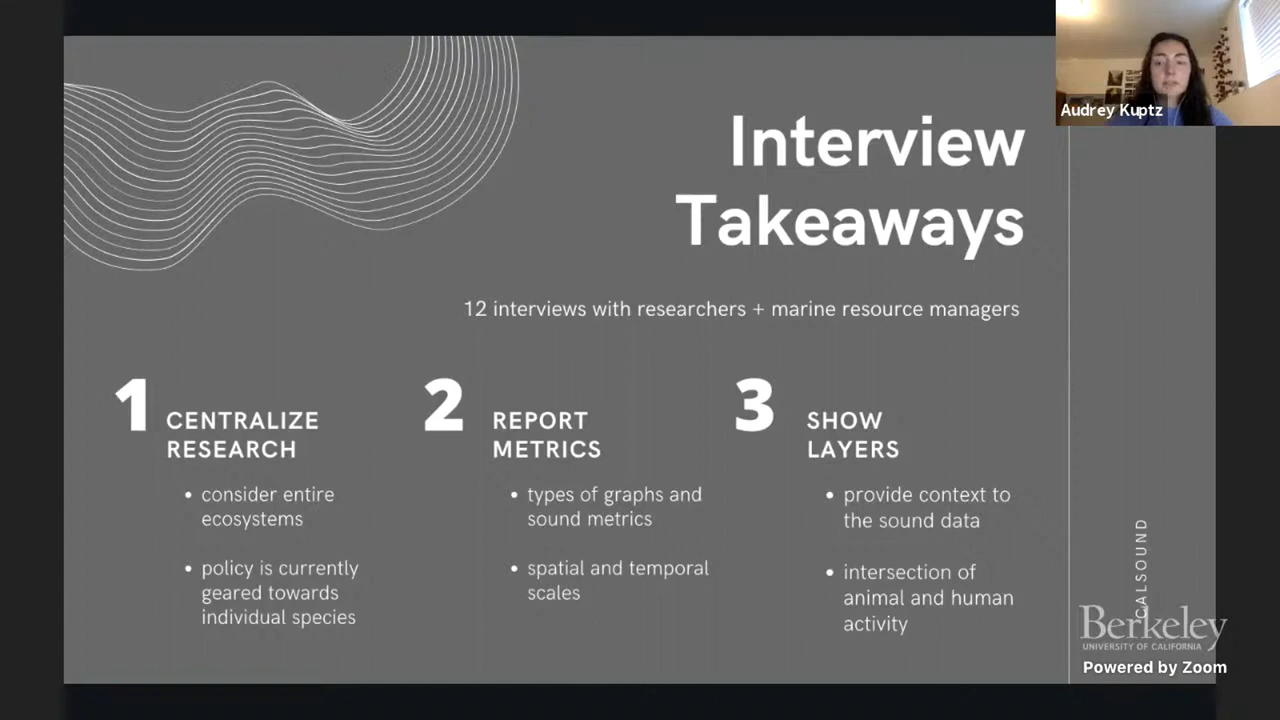 Audrey Kuptz
Interview
Takeaways
12 interviews with researchers + marine resource managers
1
CENTRALIZE
RESEARCH
• consider entire
ecosystems
• policy is currently
geared towards
individual species
2
REPORT
METRICS
• types of graphs and
sound metrics
• spatial and temporal
scales
3
SHOW
LAYERS
• provide context to
the sound data
• intersection of
animal and human
activity
CALSOUND
Berkeley
UNIVERSITY OF CALIFORNIA
Powered by Zoom